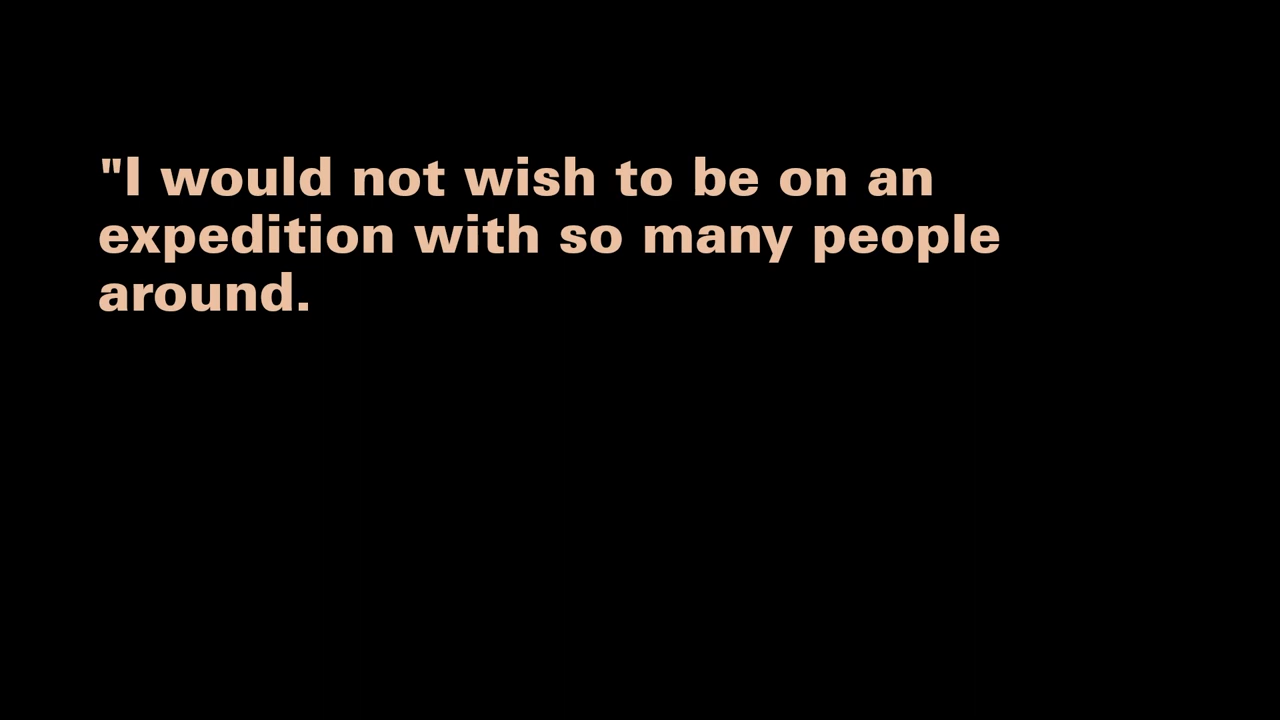 "I would not wish to be on an
expedition with so many people
around.